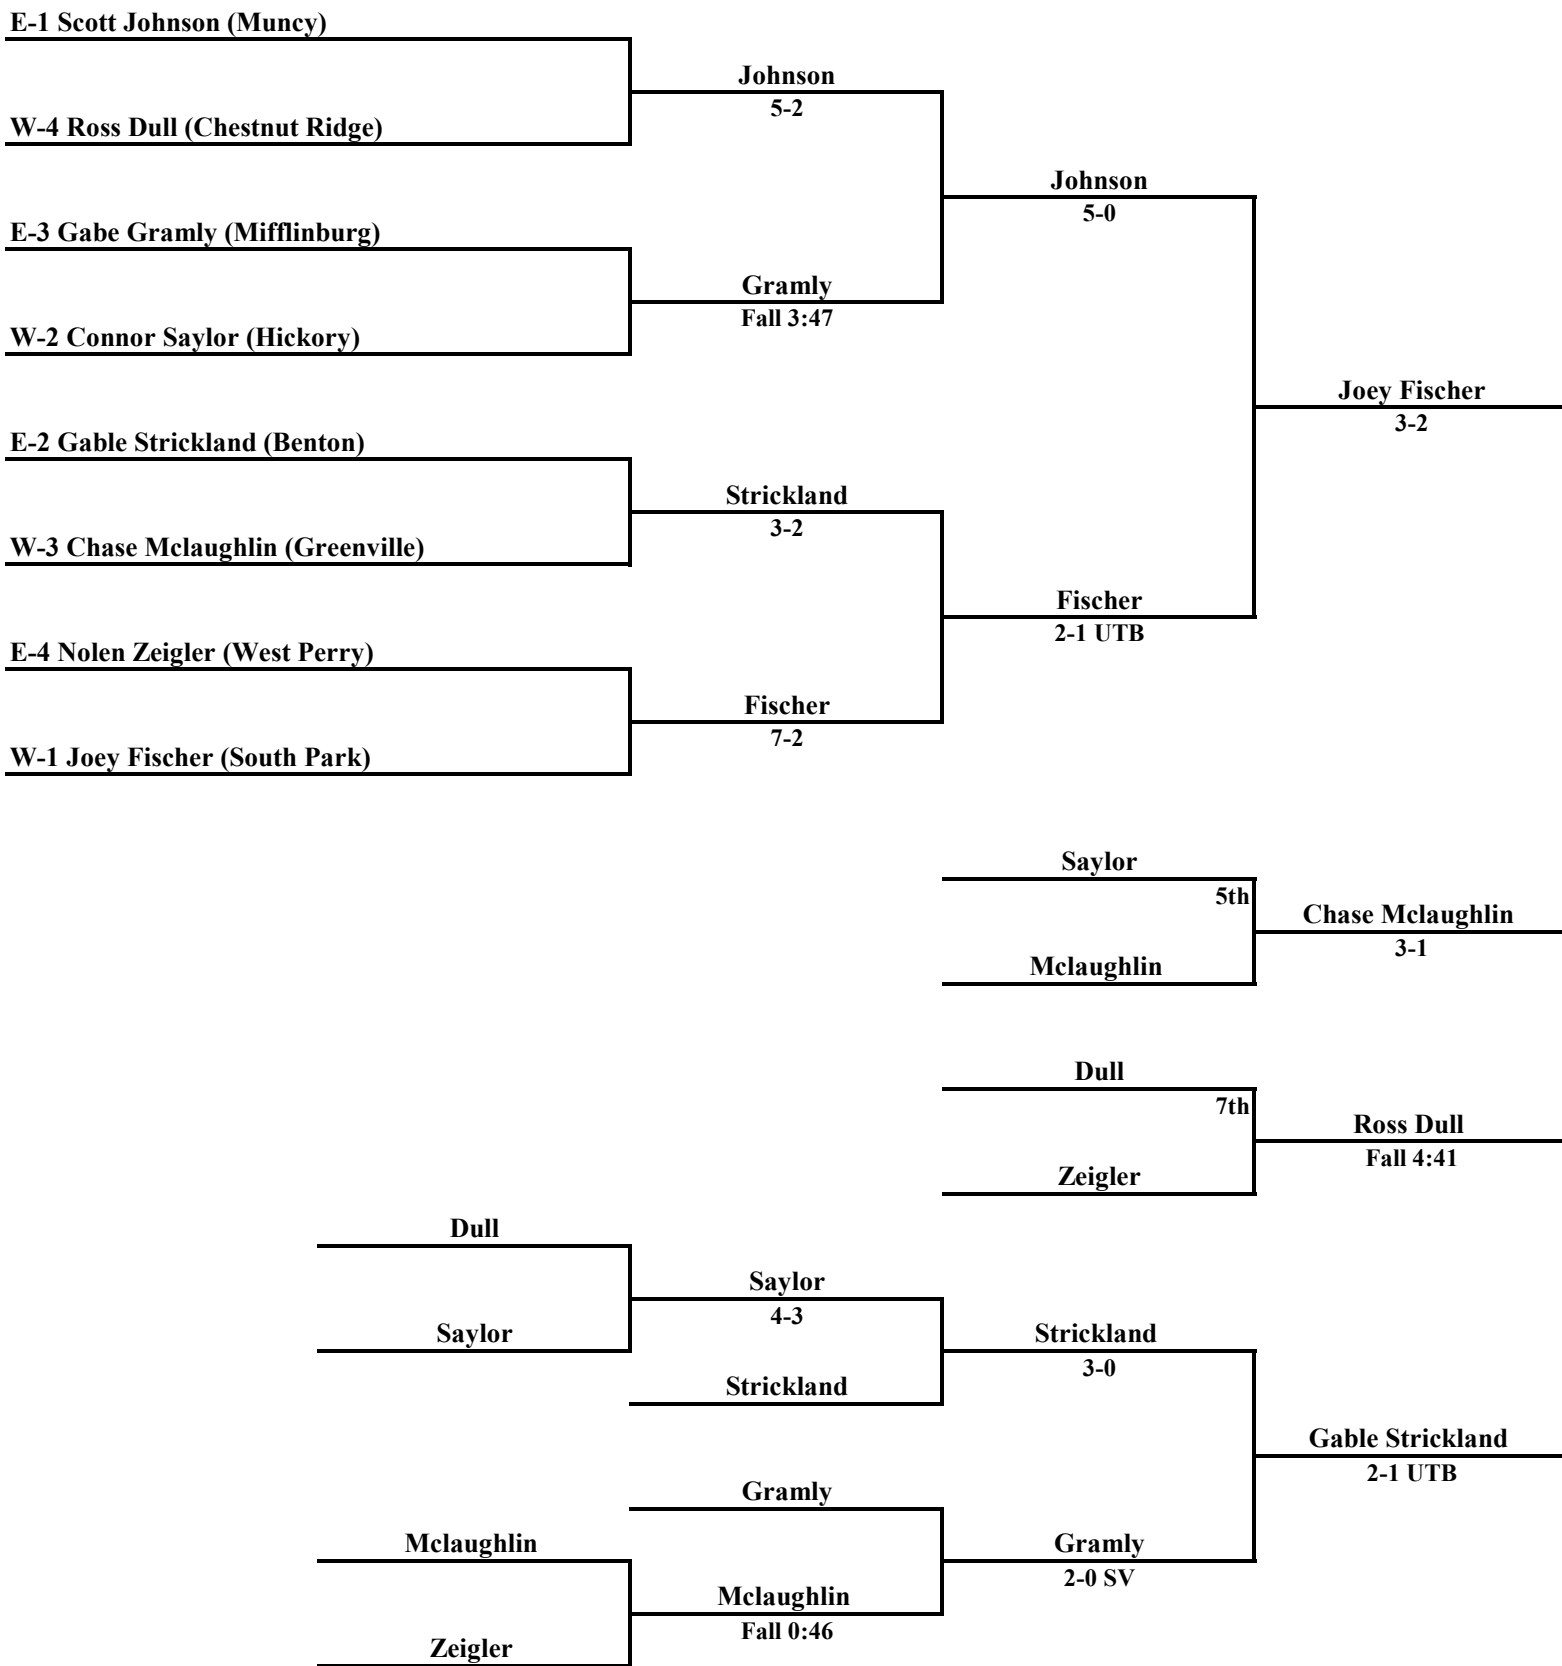 E-1 Scott Johnson (Muncy)
Johnson
5-2
W-4 Ross Dull (Chestnut Ridge)
Johnson
5-0
E-3 Gabe Gramly (Mifflinburg)
Gramly
Fall 3:47
W-2 Connor Saylor (Hickory)
Joey Fischer
3-2
E-2 Gable Strickland (Benton)
Strickland
3-2
W-3 Chase Mclaughlin (Greenville)
Fischer
2-1 UTB
E-4 Nolen Zeigler (West Perry)
Fischer
7-2
W-1 Joey Fischer (South Park)
Saylor
5th
Chase Mclaughlin
3-1
Mclaughlin
Dull
7th
Ross Dull
Fall 4:41
Zeigler
Dull
Saylor
4-3
Saylor
Strickland
3-0
Strickland
Gable Strickland
2-1 UTB
Gramly
Mclaughlin
Gramly
2-0 SV
Mclaughlin
Fall 0:46
Zeigler